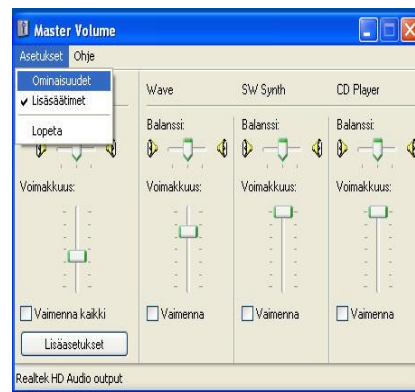 Master Volume
Asetukset Ohje
Ominaisuudet
Lisäsäätimet
Lopeta
Wave SW Synth CD Player
Balanssi: Balanssi: Balanssi:
Voimakkuus: Voimakkuus: Voimakkuus: Voimakkuus:
Vaimenna kaikki Vaimenna Vaimenna Vaimenna
Lisäasetukset
Realtek HD Audio output